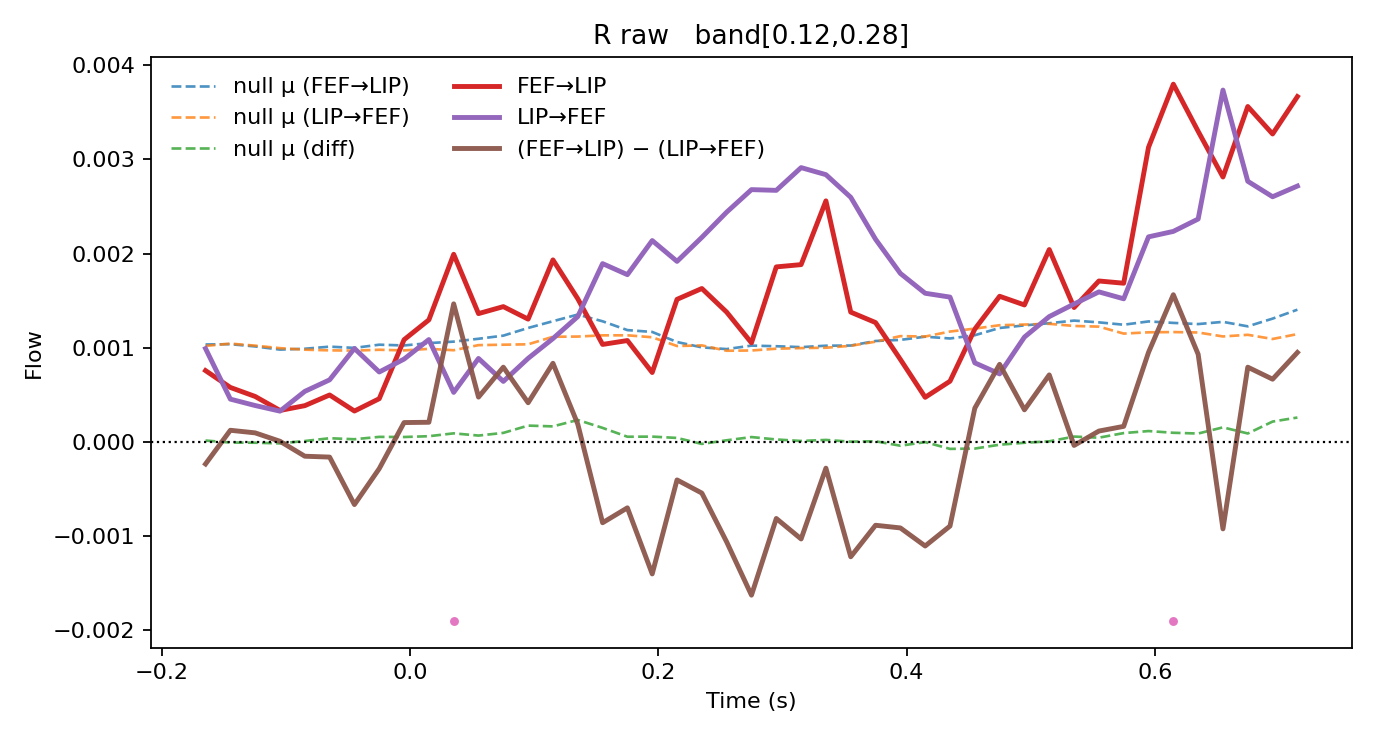 R raw   band[0.12,0.28]
0.004
0.003
0.002
0.001
0.000
−0.001
−0.002
Flow
null μ (FEF→LIP)
null μ (LIP→FEF)
null μ (diff)
FEF→LIP
LIP→FEF
(FEF→LIP) − (LIP→FEF)
−0.2
0.0
0.2
0.4
0.6
Time (s)